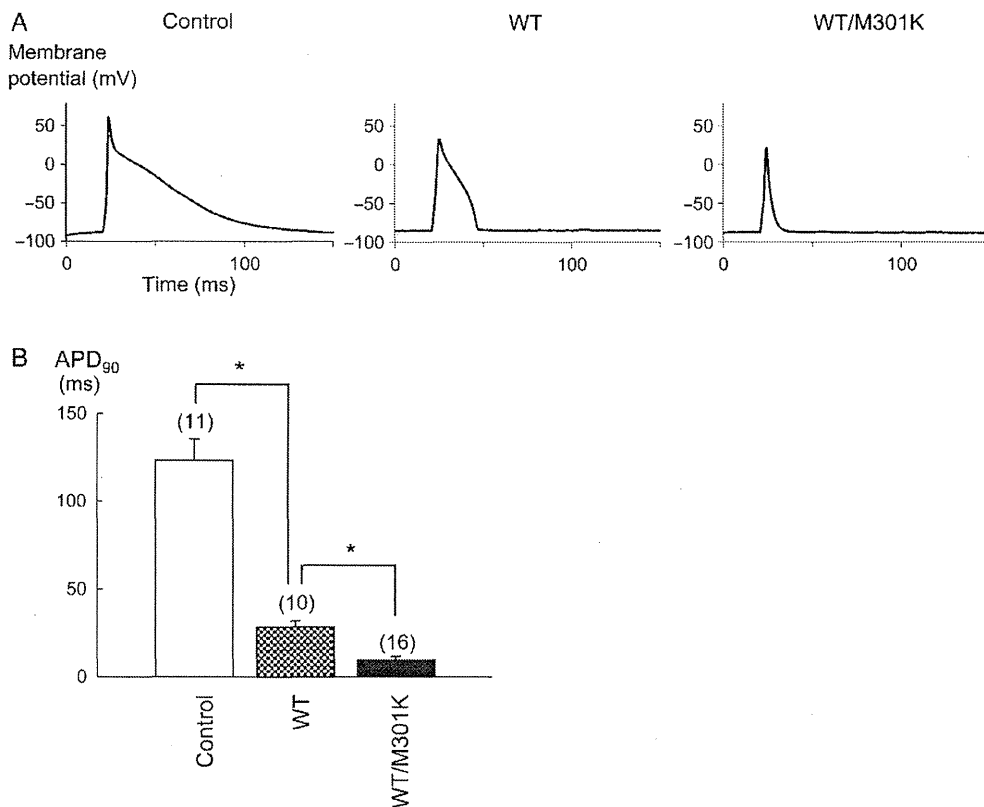 A
Control
WT
WT/M301K
Membrane
potential (mV)
50
0
−50
−100
0
100
Time (ms)
50
0
−50
−100
0
100
50
0
−50
−100
0
100
B
APD90
(ms)
150
100
50
0
*
*
(11)
(10)
(16)
Control
WT
WT/M301K